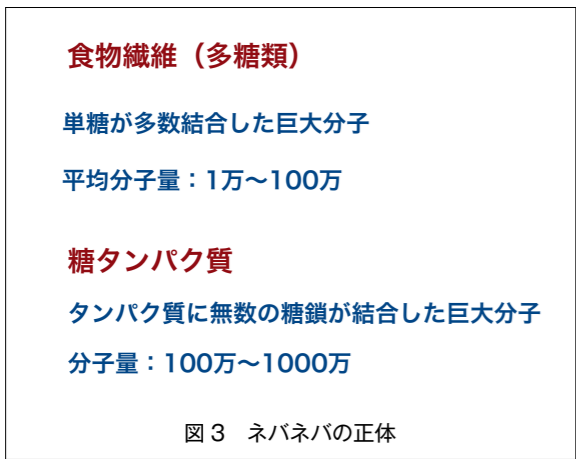 食物繊維（多糖類）
単糖が多数結合した巨大分子
平均分子量：1万～100万
糖タンパク質
タンパク質に無数の糖鎖が結合した巨大分子
分子量：100万～1000万
図３　ネバネバの正体